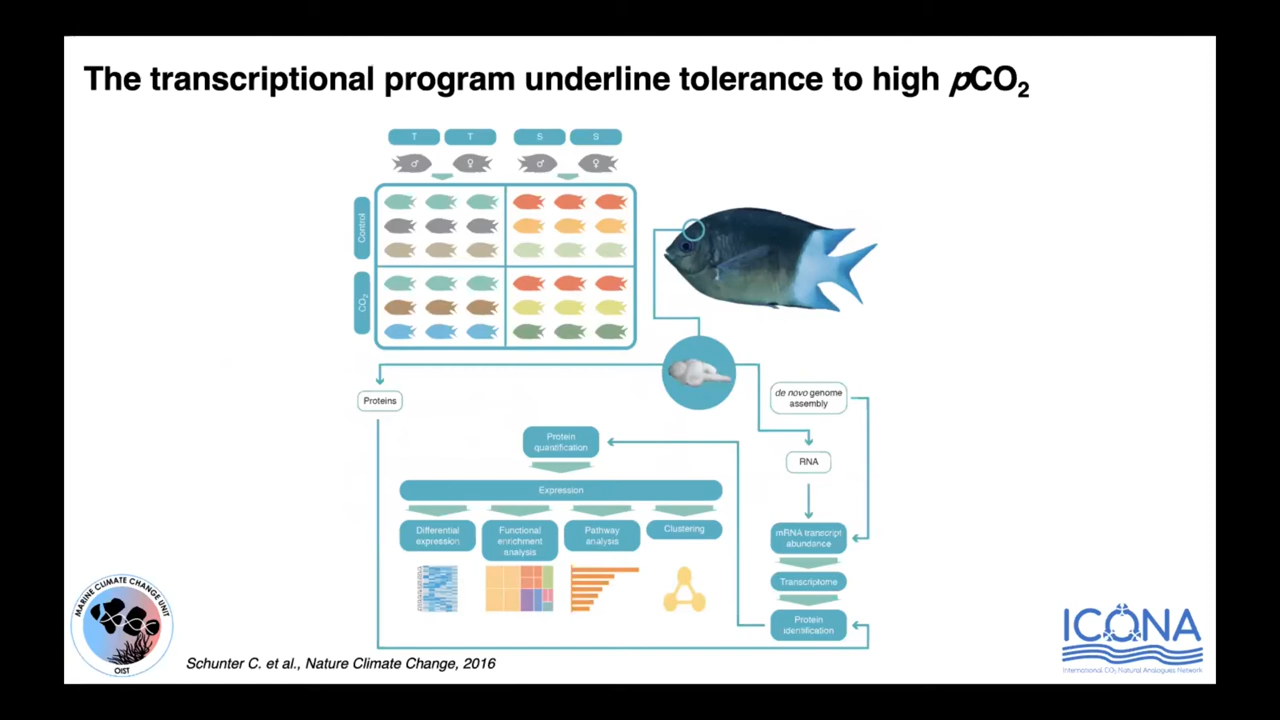 The transcriptional program underline tolerance to high pCO₂
T T S S
♂ ♀ ♂ ♀
Control
CO₂
Proteins
de novo genome
assembly
Protein
quantification
RNA
Expression
Differential
expression
Functional
enrichment
analysis
Pathway
analysis
Clustering
mRNA transcript
abundance
Transcriptome
Protein
identification
MARINE CLIMATE CHANGE UNIT
OIST
Schunter C. et al., Nature Climate Change, 2016
ICONA
International CO₂ Natural Analogues Network